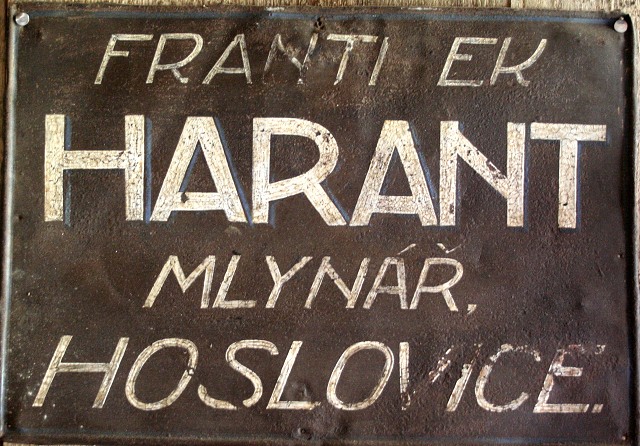 FRANTI EK
HARANT
MLYNÁŘ,
HOSLOVICE.